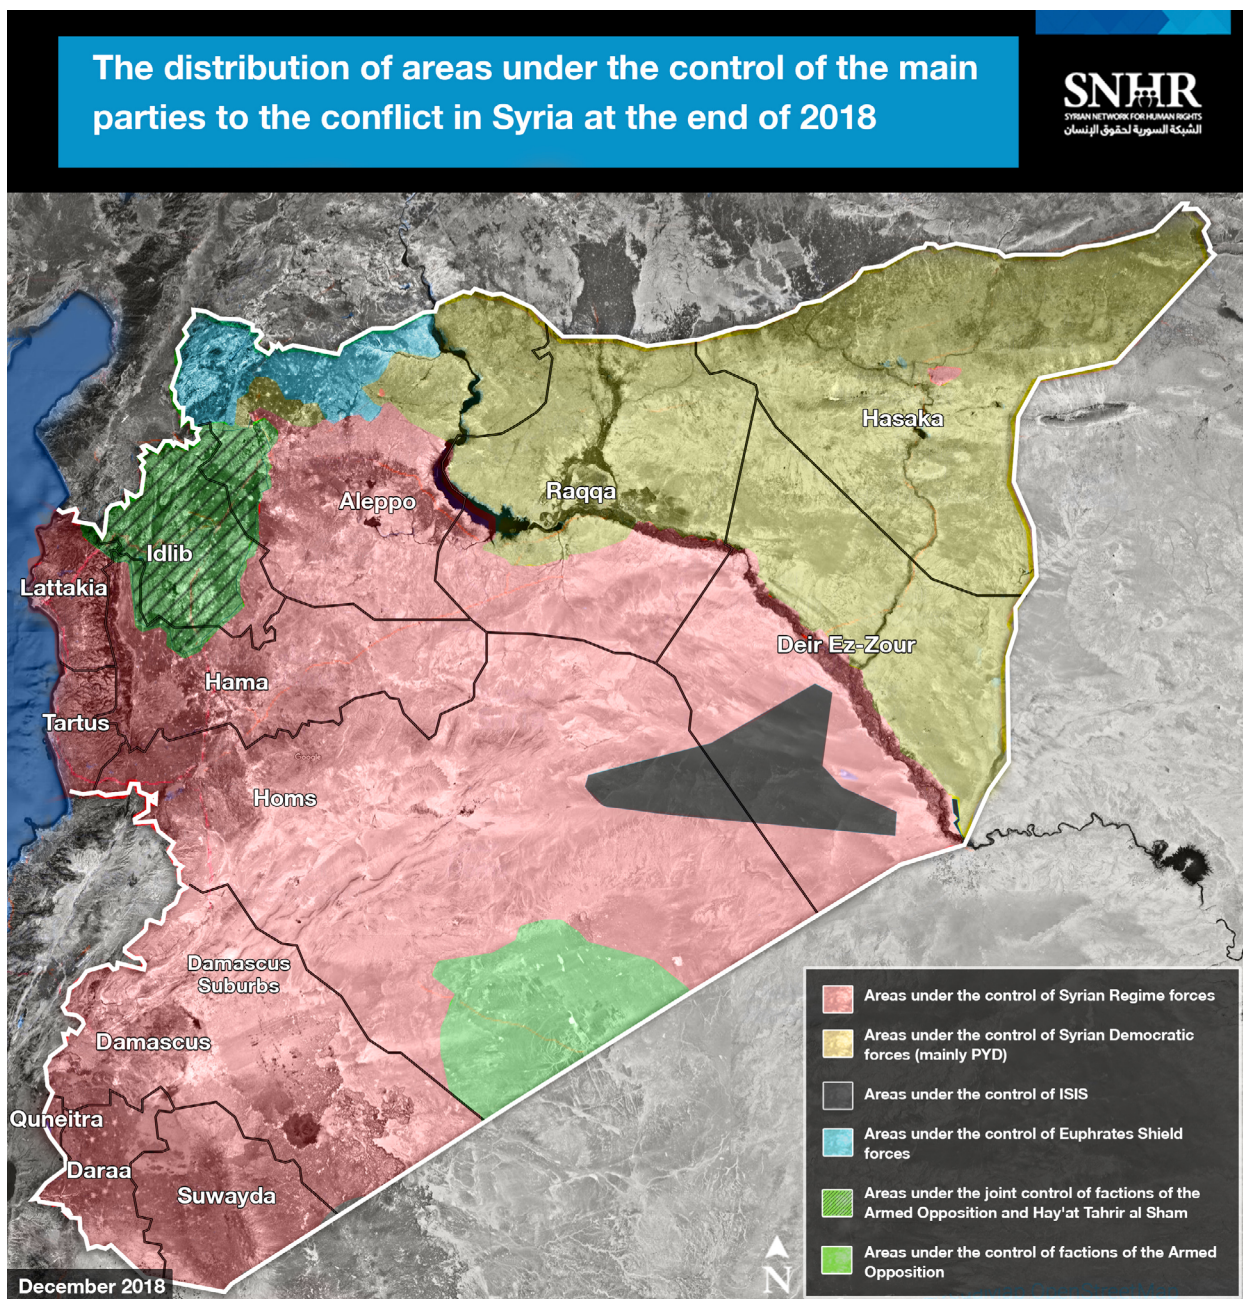 The distribution of areas under the control of the main
parties to the conflict in Syria at the end of 2018
SNHR
SYRIAN NETWORK FOR HUMAN RIGHTS
الشبكة السورية لحقوق الإنسان
Hasaka
Raqqa
Aleppo
Idlib
Lattakia
Deir Ez-Zour
Hama
Tartus
Homs
Damascus
Suburbs
Damascus
Quneitra
Daraa
Suwayda
Google
Areas under the control of Syrian Regime forces
Areas under the control of Syrian Democratic
forces (mainly PYD)
Areas under the control of ISIS
Areas under the control of Euphrates Shield
forces
Areas under the joint control of factions of the
Armed Opposition and Hay'at Tahrir al Sham
Areas under the control of factions of the Armed
Opposition
N
December 2018